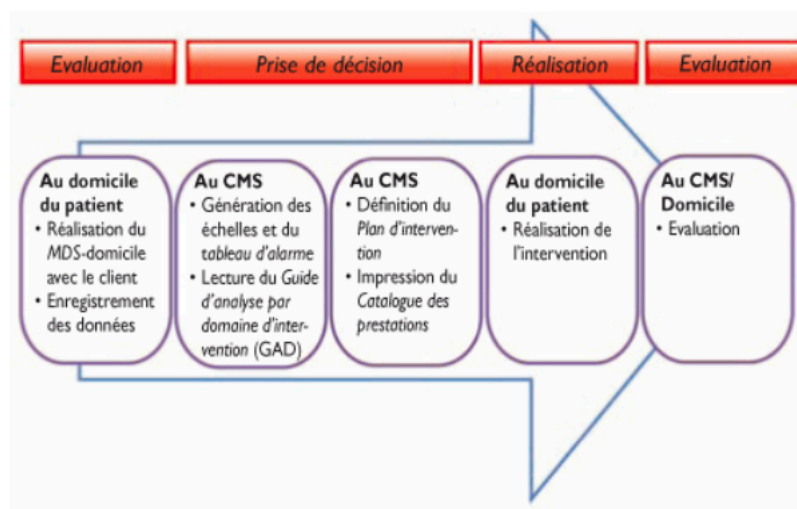 Evaluation
Prise de décision
Réalisation
Evaluation
Au domicile
du patient
• Réalisation du
MDS-domicile
avec le client
• Enregistrement
des données
Au CMS
• Génération des
échelles et du
tableau d'alarme
• Lecture du Guide
d'analyse par
domaine d'inter-
vention (GAD)
Au CMS
• Définition du
Plan d'interven-
tion
• Impression du
Catalogue des
prestations
Au domicile
du patient
• Réalisation de
l'intervention
Au CMS/
Domicile
• Evaluation